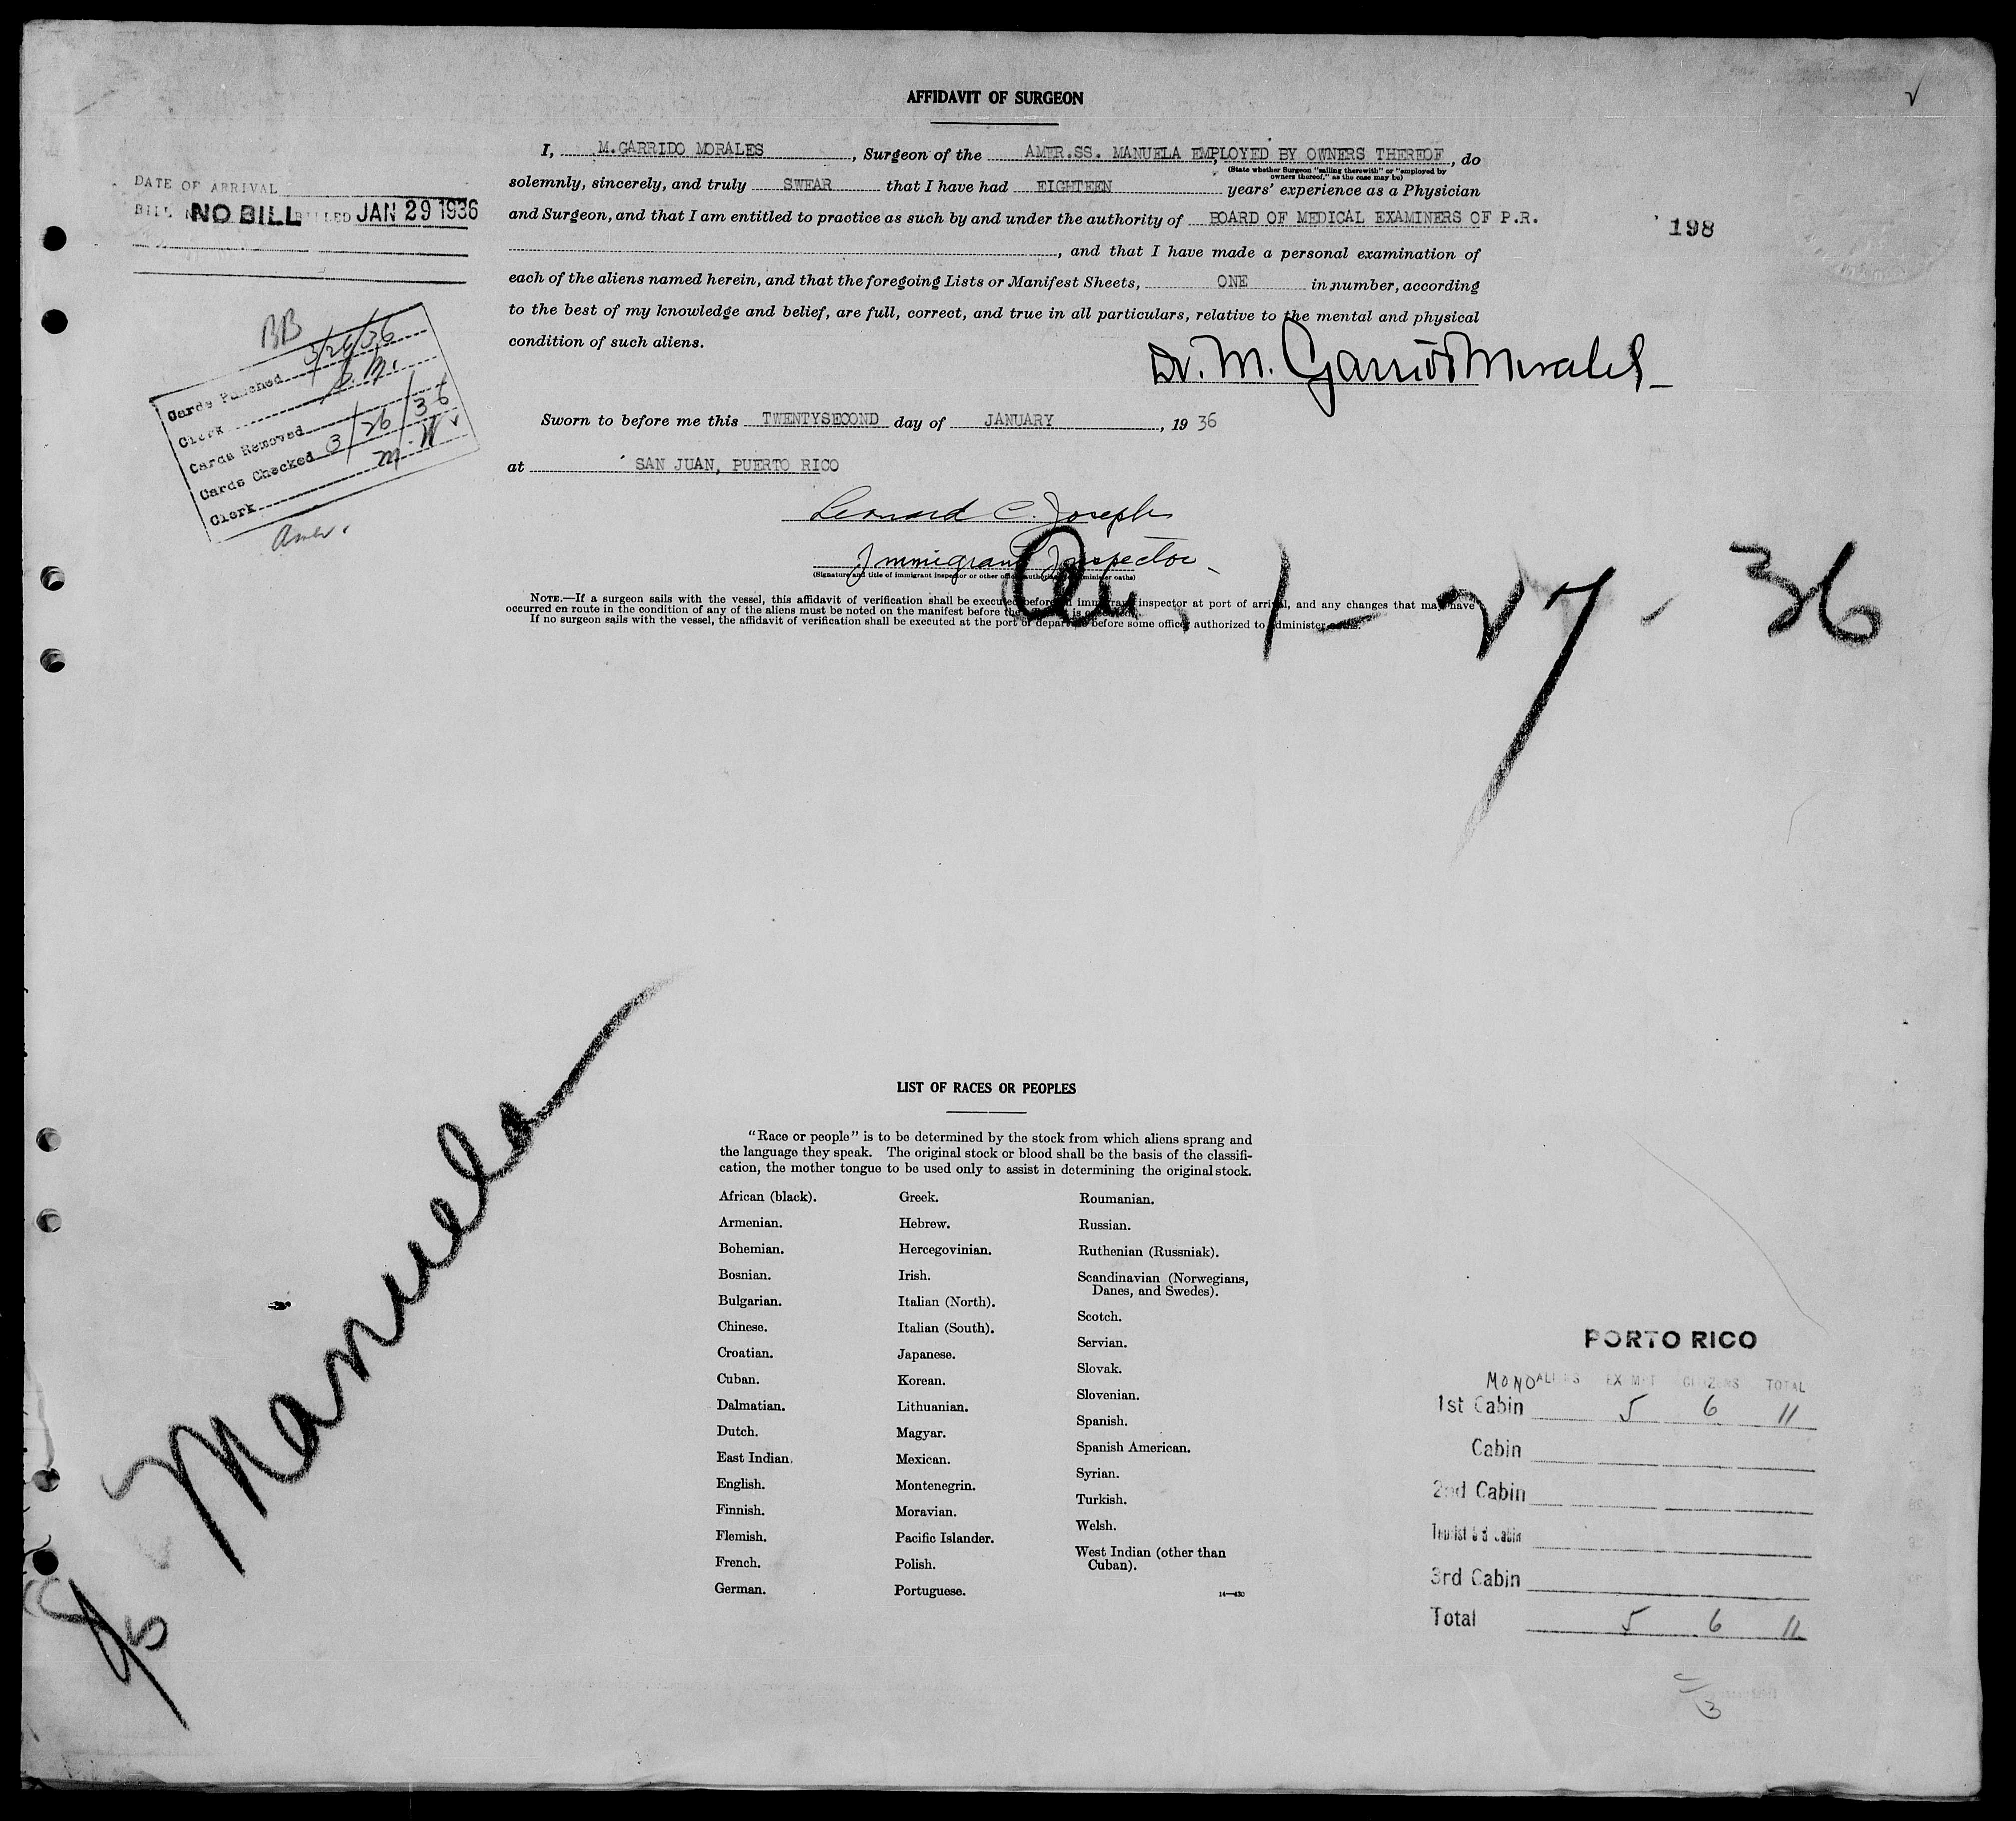 AFFIDAVIT OF SURGEON
I, M.GARRIDO MORALES, Surgeon of the AMER.SS. MANUELA EMPLOYED BY OWNERS THEREOF, do
(State whether Surgeon "sailing therewith" or "employed by
owners thereof," as the case may be)
solemnly, sincerely, and truly SWEAR that I have had EIGHTEEN years' experience as a Physician
and Surgeon, and that I am entitled to practice as such by and under the authority of BOARD OF MEDICAL EXAMINERS OF P.R.
, and that I have made a personal examination of
each of the aliens named herein, and that the foregoing Lists or Manifest Sheets, ONE in number, according
to the best of my knowledge and belief, are full, correct, and true in all particulars, relative to the mental and physical
condition of such aliens.
Dr. M. Garrido Morales
198
DATE OF ARRIVAL
BILL NO BILL BILLED JAN 29 1936
BB
Cards Punched 3/26/36
Clerk
Cards Removed
Cards Checked 3/26/36
Clerk M.W
Sworn to before me this TWENTYSECOND day of JANUARY, 1936
at SAN JUAN, PUERTO RICO
Leonard C. Joseph
Immigrant Inspector
(Signature and title of immigrant inspector or other officer authorized to administer oaths)
NOTE.—If a surgeon sails with the vessel, this affidavit of verification shall be executed before an immigrant inspector at port of arrival, and any changes that may have
occurred en route in the condition of any of the aliens must be noted on the manifest before the affidavit is executed.
If no surgeon sails with the vessel, the affidavit of verification shall be executed at the port of departure before some officer authorized to administer oaths.
1-27-36
Manuela
LIST OF RACES OR PEOPLES
"Race or people" is to be determined by the stock from which aliens sprang and
the language they speak. The original stock or blood shall be the basis of the classifi-
cation, the mother tongue to be used only to assist in determining the original stock.
African (black).
Armenian.
Bohemian.
Bosnian.
Bulgarian.
Chinese.
Croatian.
Cuban.
Dalmatian.
Dutch.
East Indian.
English.
Finnish.
Flemish.
French.
German.
Greek.
Hebrew.
Hercegovinian.
Irish.
Italian (North).
Italian (South).
Japanese.
Korean.
Lithuanian.
Magyar.
Mexican.
Montenegrin.
Moravian.
Pacific Islander.
Polish.
Portuguese.
Roumanian.
Russian.
Ruthenian (Russniak).
Scandinavian (Norwegians,
Danes, and Swedes).
Scotch.
Servian.
Slovak.
Slovenian.
Spanish.
Spanish American.
Syrian.
Turkish.
Welsh.
West Indian (other than
Cuban).
14—430
PORTO RICO
MONO ALIENS EXEMPT CITIZENS TOTAL
1st Cabin 5 6 11
Cabin
2nd Cabin
Tourist 3d Cabin
3rd Cabin
Total 5 6 11